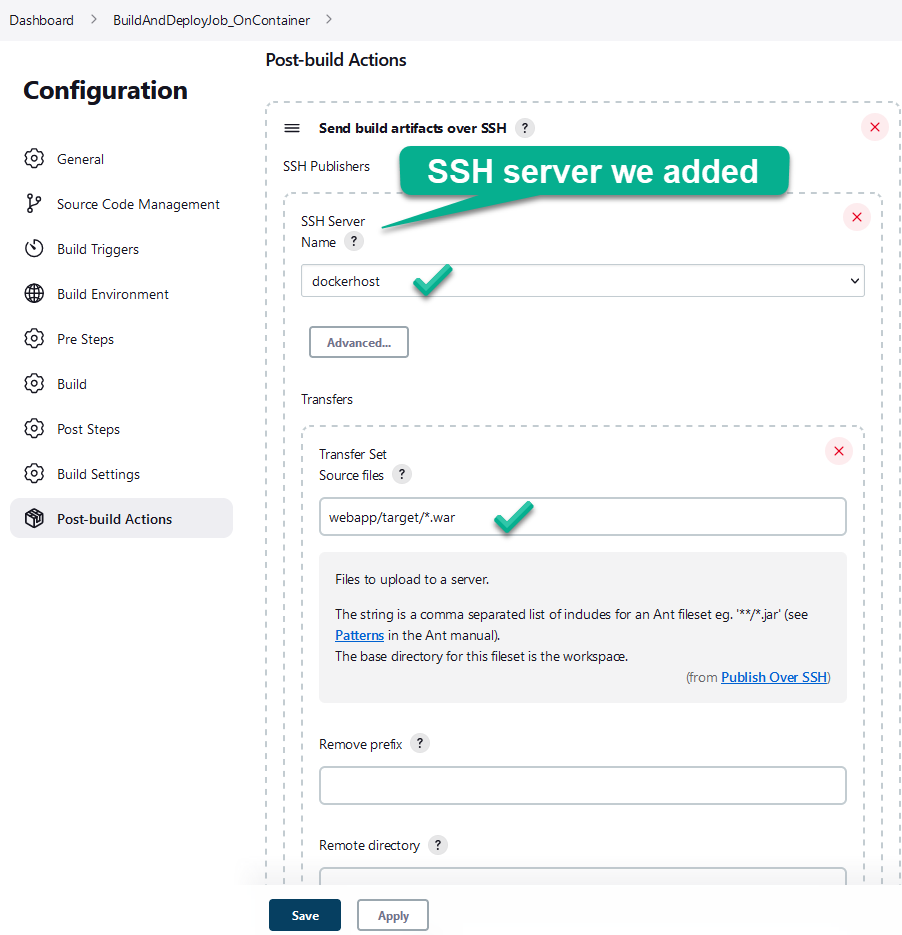 Dashboard > BuildAndDeployJob_OnContainer >
Configuration
General
Source Code Management
Build Triggers
Build Environment
Pre Steps
Build
Post Steps
Build Settings
Post-build Actions
Post-build Actions
Send build artifacts over SSH ?
SSH Publishers
SSH server we added
SSH Server
Name ?
dockerhost
Advanced...
Transfers
Transfer Set
Source files ?
webapp/target/*.war
Files to upload to a server.
The string is a comma separated list of includes for an Ant fileset eg. '**/*.jar' (see
Patterns in the Ant manual).
The base directory for this fileset is the workspace.
(from Publish Over SSH)
Remove prefix ?
Remote directory ?
Save
Apply